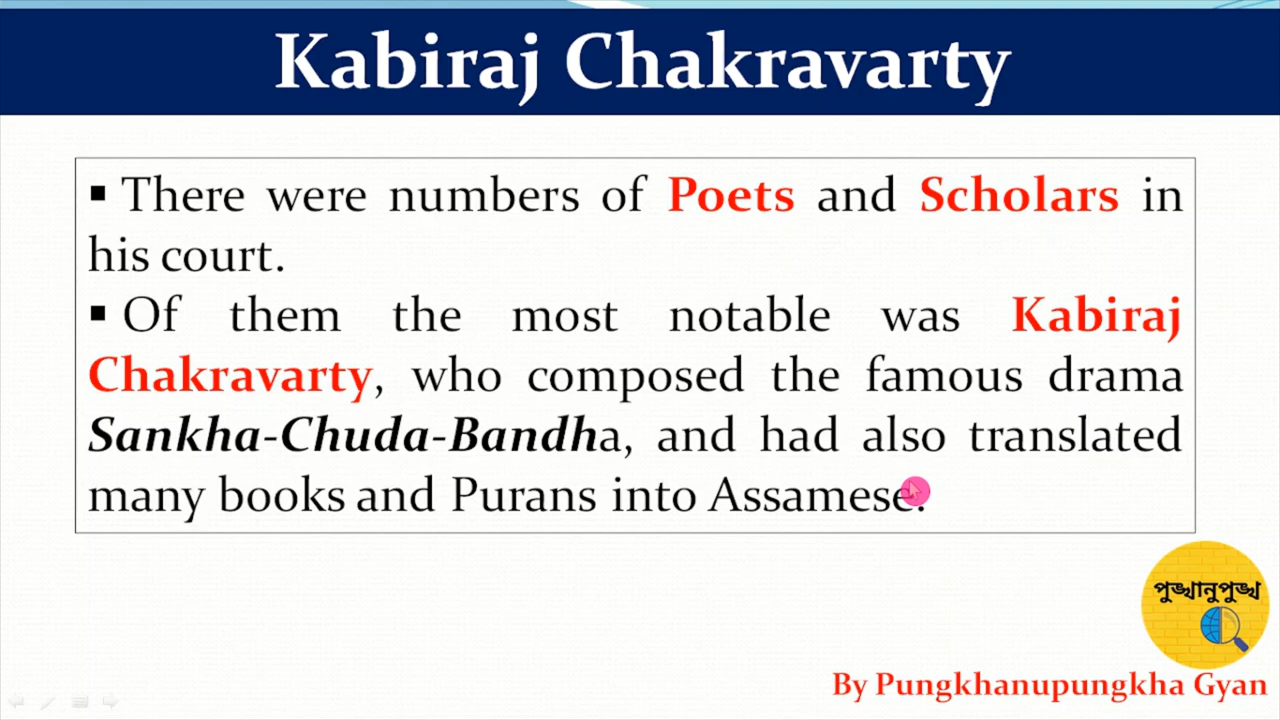 Kabiraj Chakravarty
▪ There were numbers of Poets and Scholars in
his court.
▪ Of them the most notable was Kabiraj
Chakravarty, who composed the famous drama
Sankha-Chuda-Bandha, and had also translated
many books and Purans into Assamese.
পুঙ্খানুপুঙ্খ
By Pungkhanupungkha Gyan